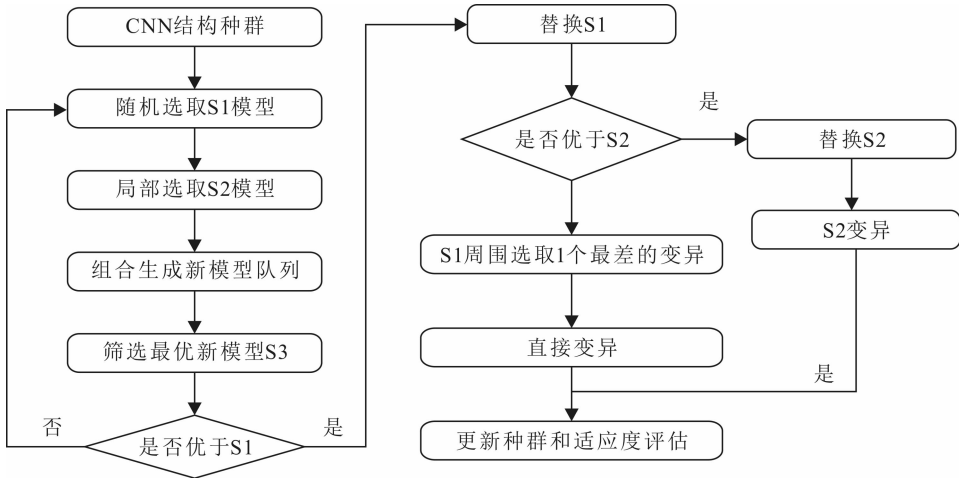 CNN结构种群
随机选取S1模型
局部选取S2模型
组合生成新模型队列
筛选最优新模型S3
否
是否优于S1
是
替换S1
是否优于S2
是
替换S2
S2变异
S1周围选取1个最差的变异
直接变异
是
更新种群和适应度评估